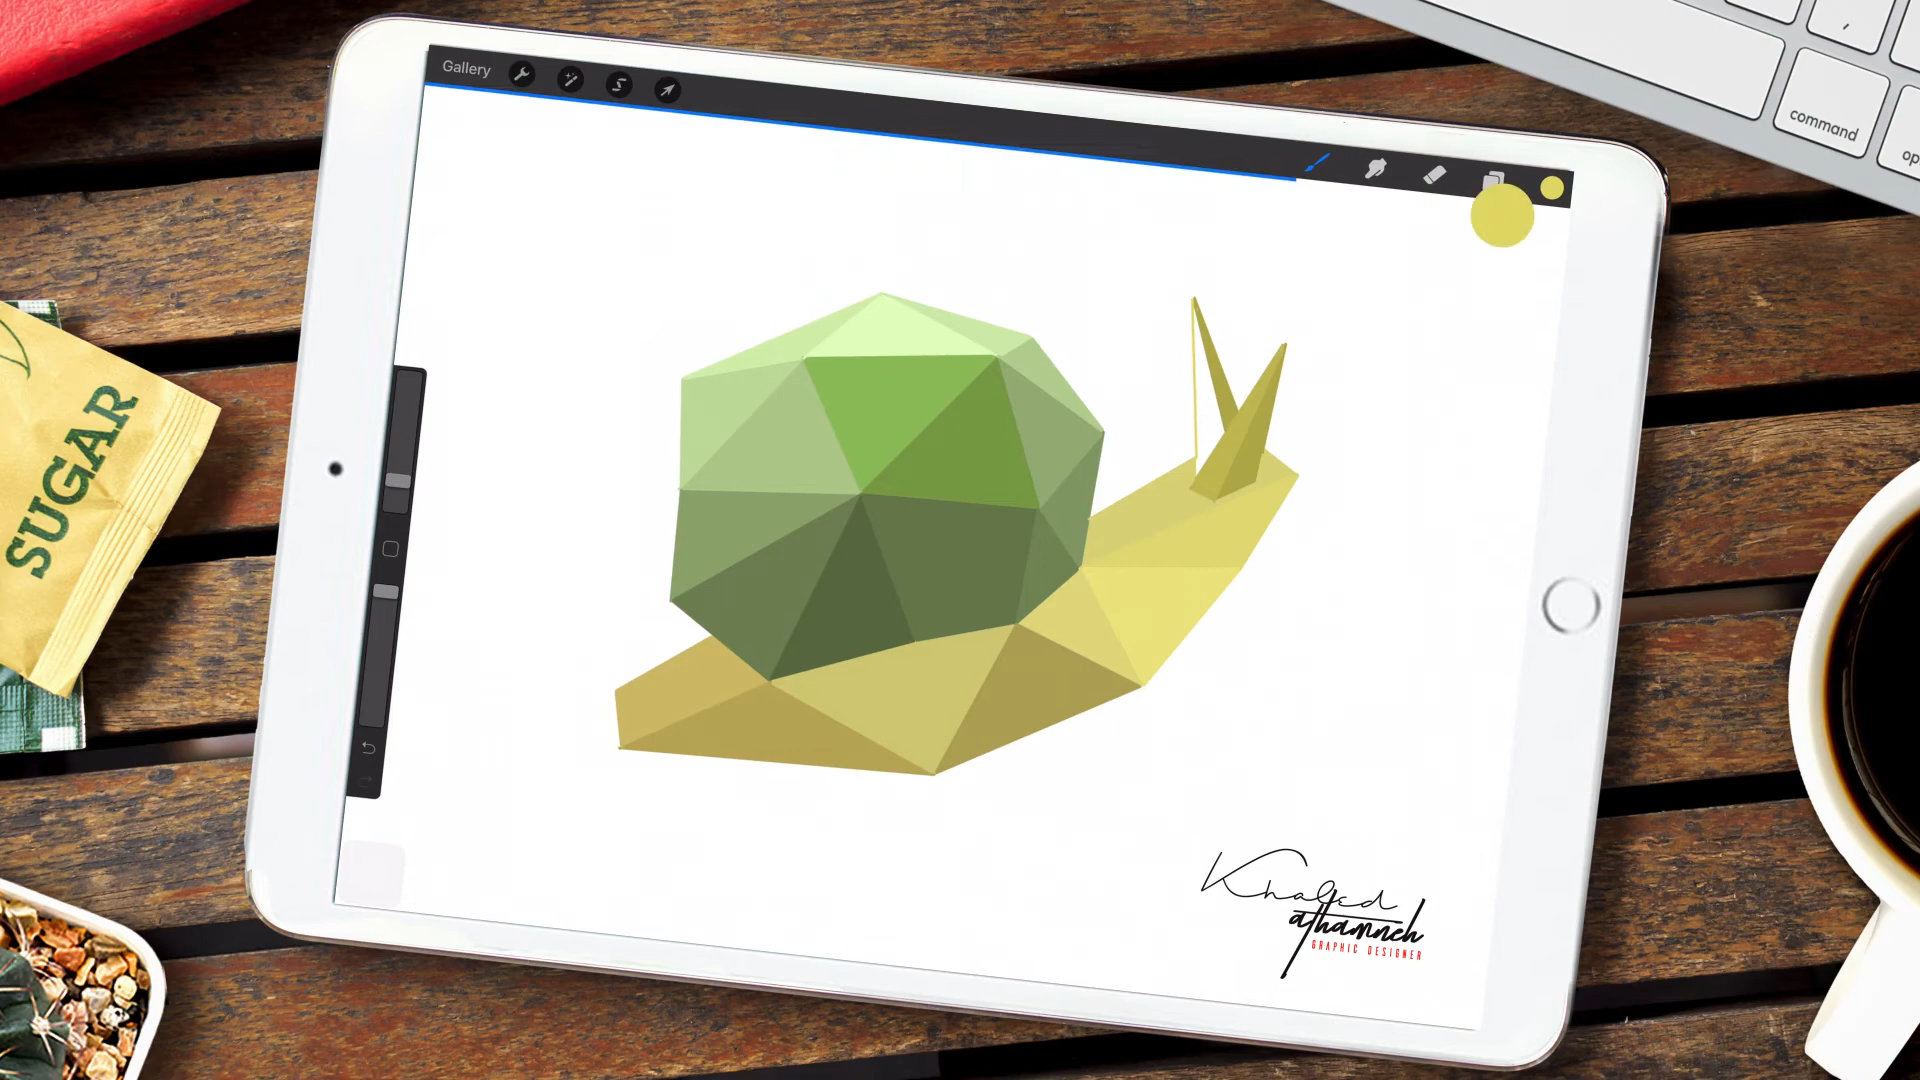 Gallery
,
command
op
SUGAR
Khaled
athamneh
GRAPHIC DESIGNER